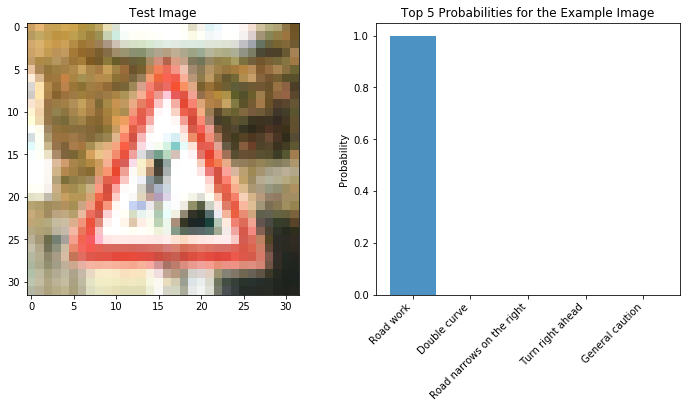 Test Image
0
5
10
15
20
25
30
0 5 10 15 20 25 30
Top 5 Probabilities for the Example Image
Probability
1.0
0.8
0.6
0.4
0.2
0.0
Road work
Double curve
Road narrows on the right
Turn right ahead
General caution